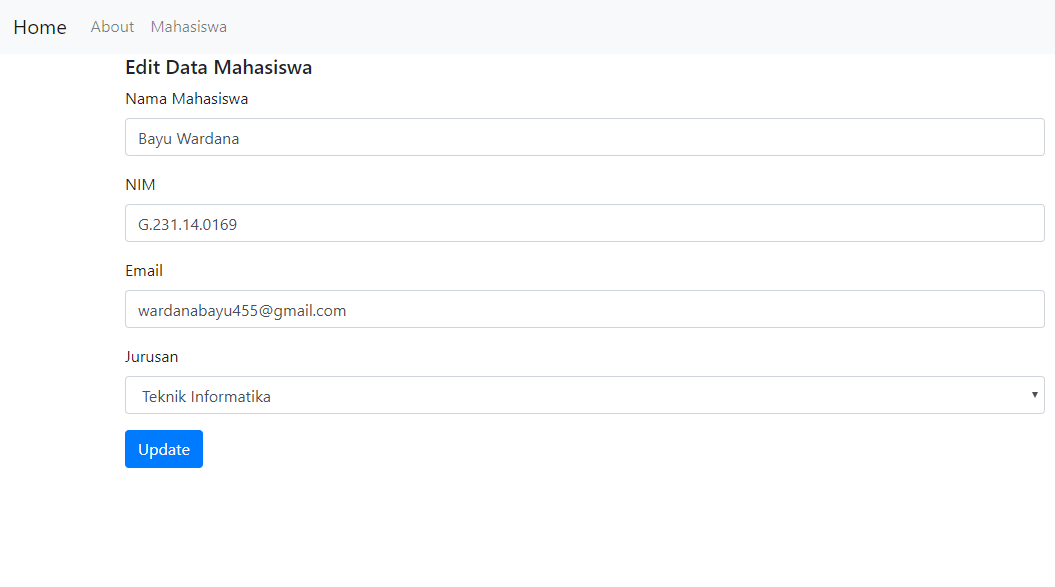 Home About Mahasiswa
Edit Data Mahasiswa
Nama Mahasiswa
Bayu Wardana
NIM
G.231.14.0169
Email
wardanabayu455@gmail.com
Jurusan
Teknik Informatika
Update